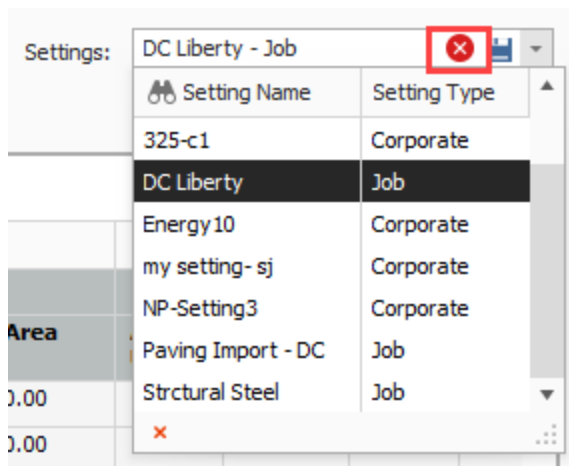 Settings: DC Liberty - Job
Setting Name Setting Type
325-c1 Corporate
DC Liberty Job
Energy10 Corporate
my setting- sj Corporate
NP-Setting3 Corporate
Area
Paving Import - DC Job
Strctural Steel Job
0.00
0.00